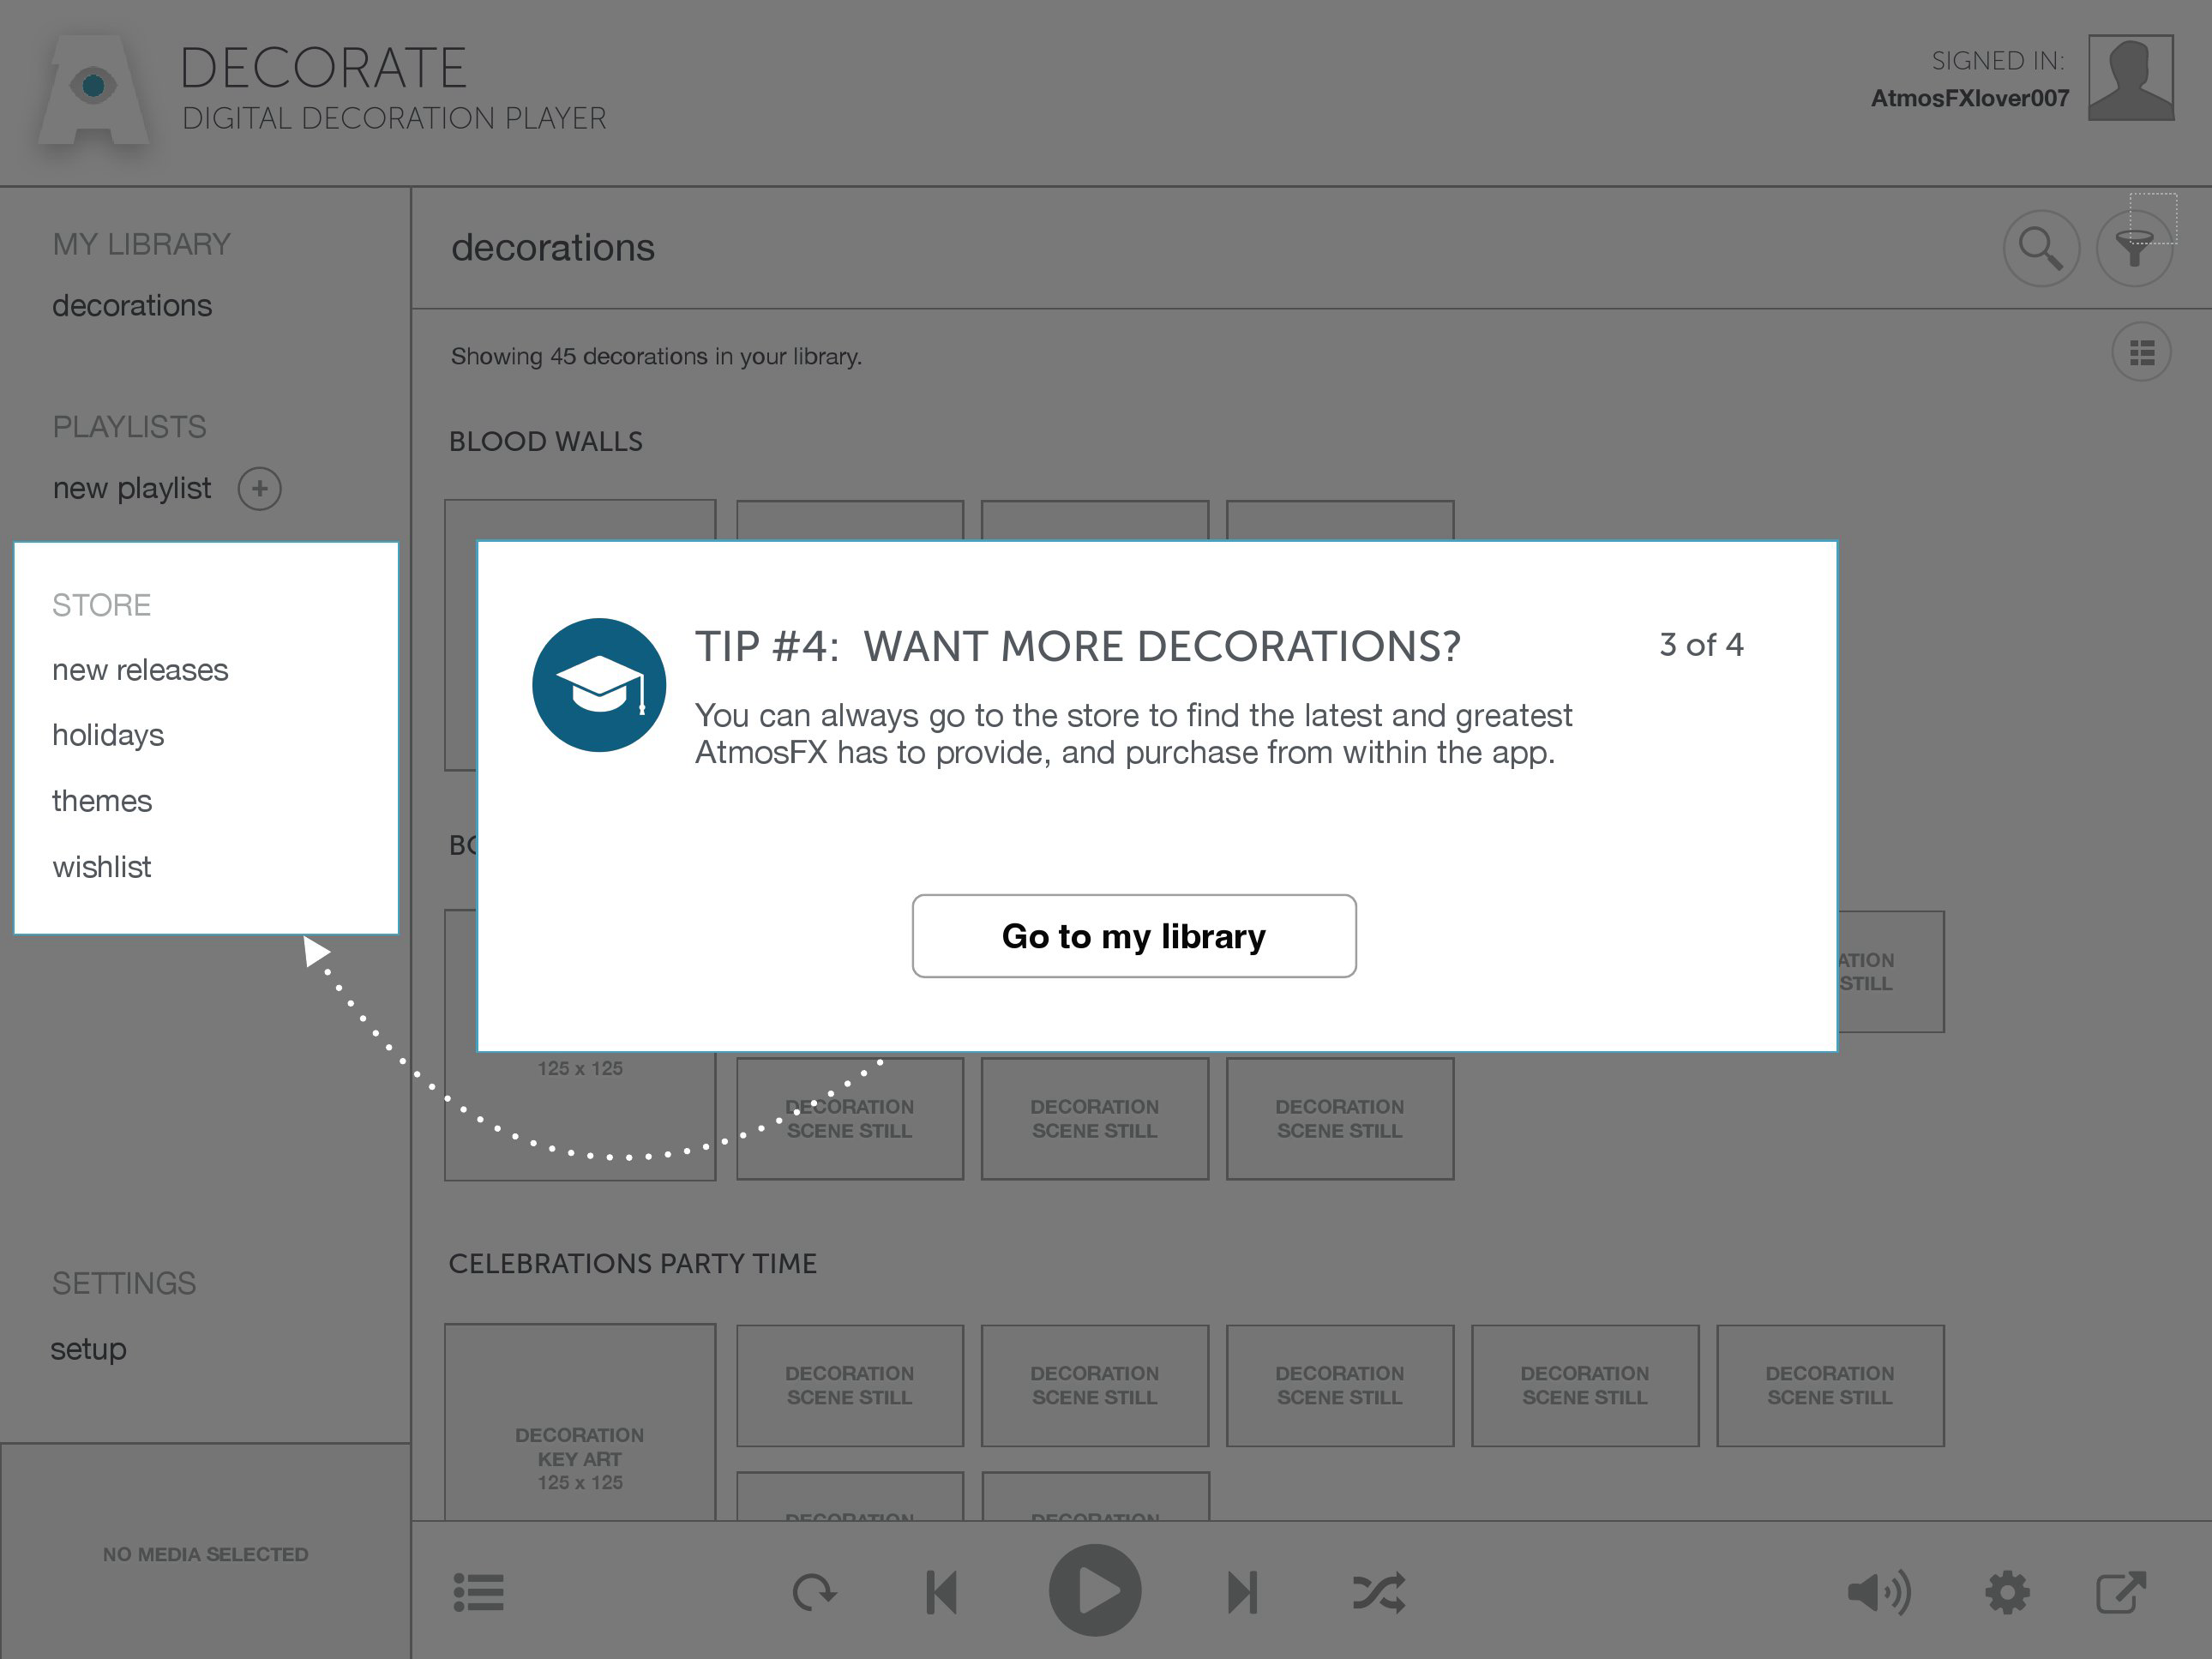 DECORATE
DIGITAL DECORATION PLAYER
SIGNED IN:
AtmosFXlover007
MY LIBRARY
decorations
PLAYLISTS
new playlist
STORE
new releases
holidays
themes
wishlist
SETTINGS
setup
NO MEDIA SELECTED
decorations
Showing 45 decorations in your library.
BLOOD WALLS
TIP #4: WANT MORE DECORATIONS?
3 of 4
You can always go to the store to find the latest and greatest
AtmosFX has to provide, and purchase from within the app.
Go to my library
125 x 125
STILL
DECORATION
SCENE STILL
DECORATION
SCENE STILL
DECORATION
SCENE STILL
CELEBRATIONS PARTY TIME
DECORATION
KEY ART
125 x 125
DECORATION
SCENE STILL
DECORATION
SCENE STILL
DECORATION
SCENE STILL
DECORATION
SCENE STILL
DECORATION
SCENE STILL
DECORATION
DECORATION